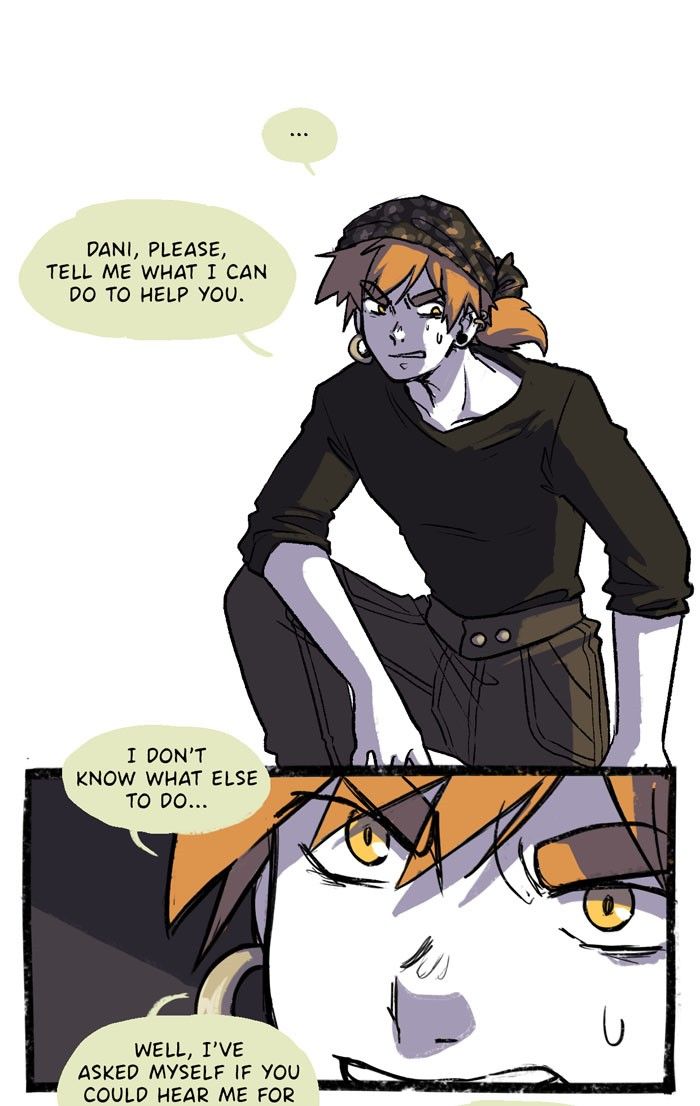 ...
DANI, PLEASE,
TELL ME WHAT I CAN
DO TO HELP YOU.
I DON'T
KNOW WHAT ELSE
TO DO...
WELL, I'VE
ASKED MYSELF IF YOU
COULD HEAR ME FOR